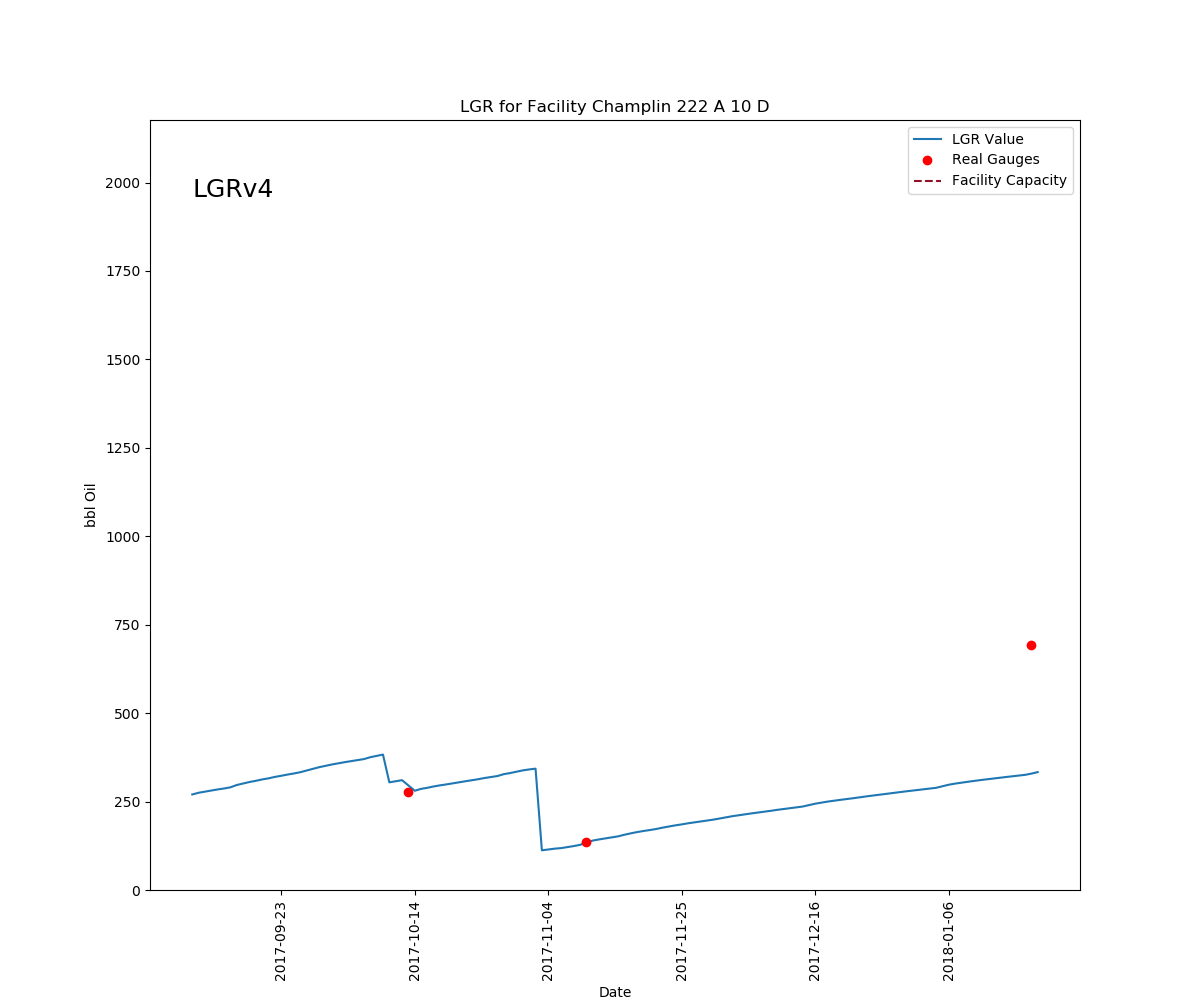 LGR for Facility Champlin 222 A 10 D
LGR Value
Real Gauges
Facility Capacity
LGRv4
2000
1750
1500
1250
1000
750
500
250
0
bbl Oil
2017-09-23
2017-10-14
2017-11-04
2017-11-25
2017-12-16
2018-01-06
Date